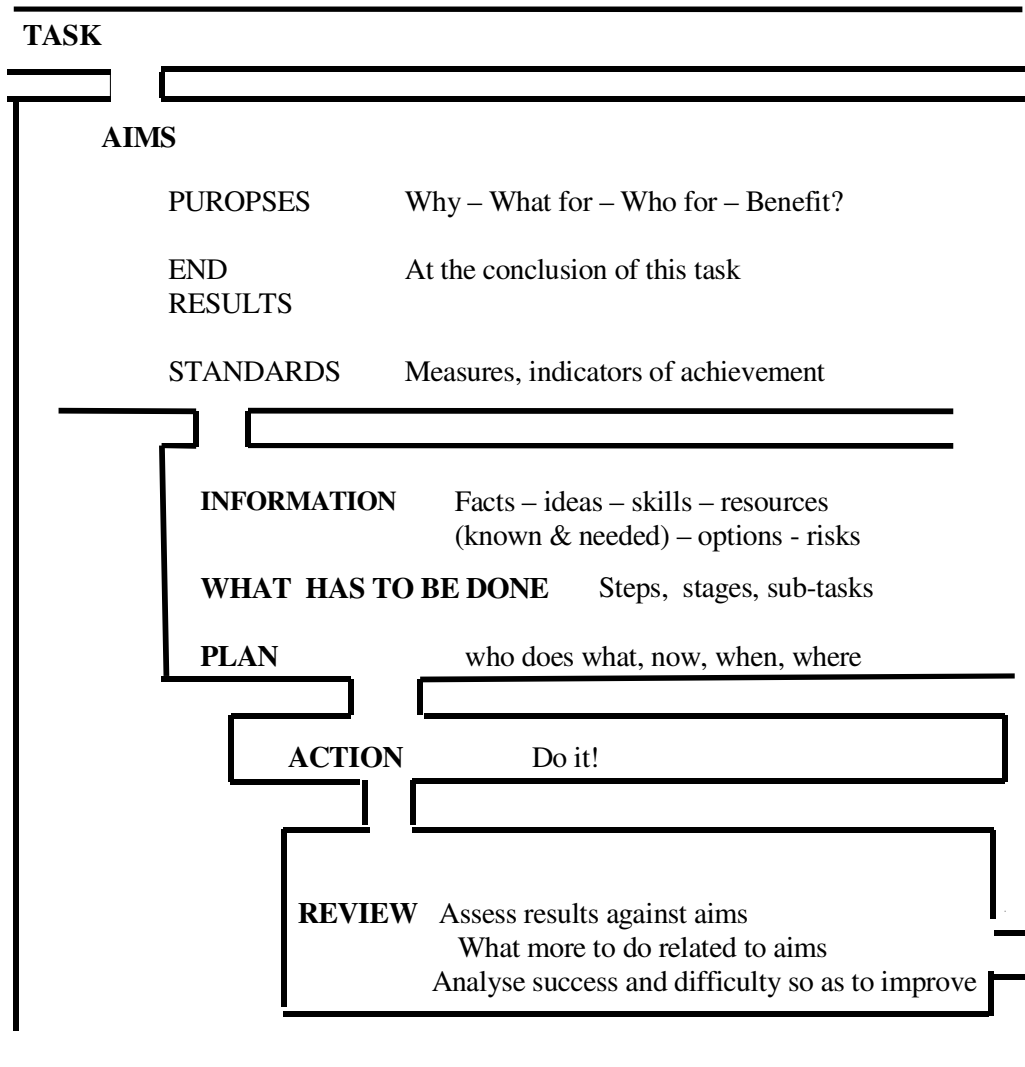 TASK
AIMS
PUROPSES Why – What for – Who for – Benefit?
END At the conclusion of this task
RESULTS
STANDARDS Measures, indicators of achievement
INFORMATION Facts – ideas – skills – resources
(known & needed) – options - risks
WHAT HAS TO BE DONE Steps, stages, sub-tasks
PLAN who does what, now, when, where
ACTION Do it!
REVIEW Assess results against aims
What more to do related to aims
Analyse success and difficulty so as to improve